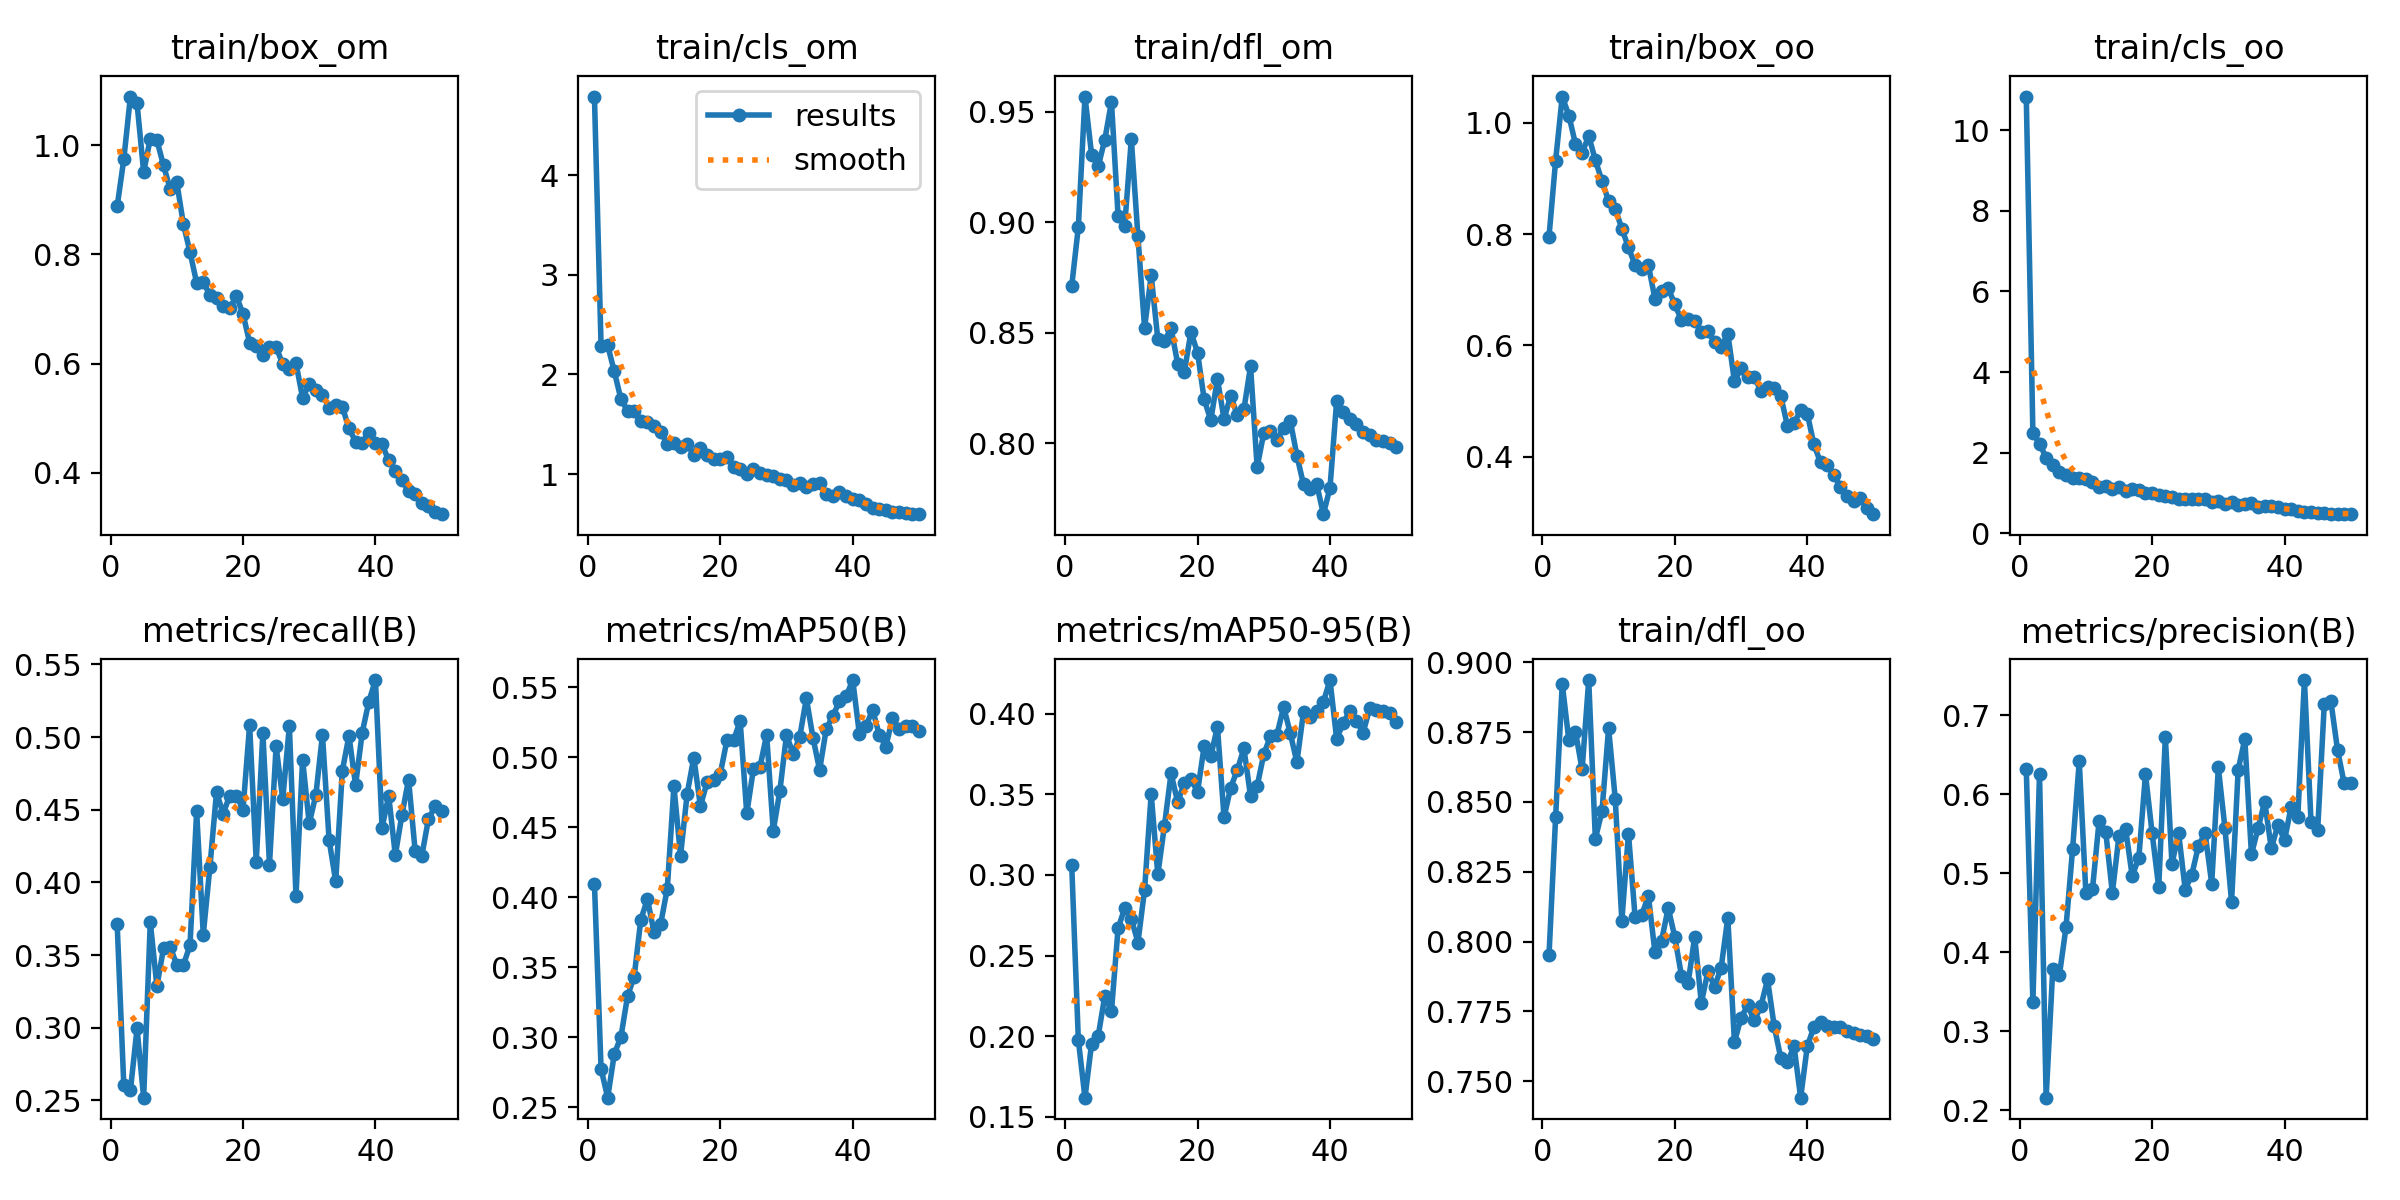 train/box_om
1.0
0.8
0.6
0.4
0 20 40
train/cls_om
results
smooth
4
3
2
1
0 20 40
train/dfl_om
0.95
0.90
0.85
0.80
0 20 40
train/box_oo
1.0
0.8
0.6
0.4
0 20 40
train/cls_oo
10
8
6
4
2
0
0 20 40
metrics/recall(B)
0.55
0.50
0.45
0.40
0.35
0.30
0.25
0 20 40
metrics/mAP50(B)
0.55
0.50
0.45
0.40
0.35
0.30
0.25
0 20 40
metrics/mAP50-95(B)
0.40
0.35
0.30
0.25
0.20
0.15
0 20 40
train/dfl_oo
0.900
0.875
0.850
0.825
0.800
0.775
0.750
0 20 40
metrics/precision(B)
0.7
0.6
0.5
0.4
0.3
0.2
0 20 40